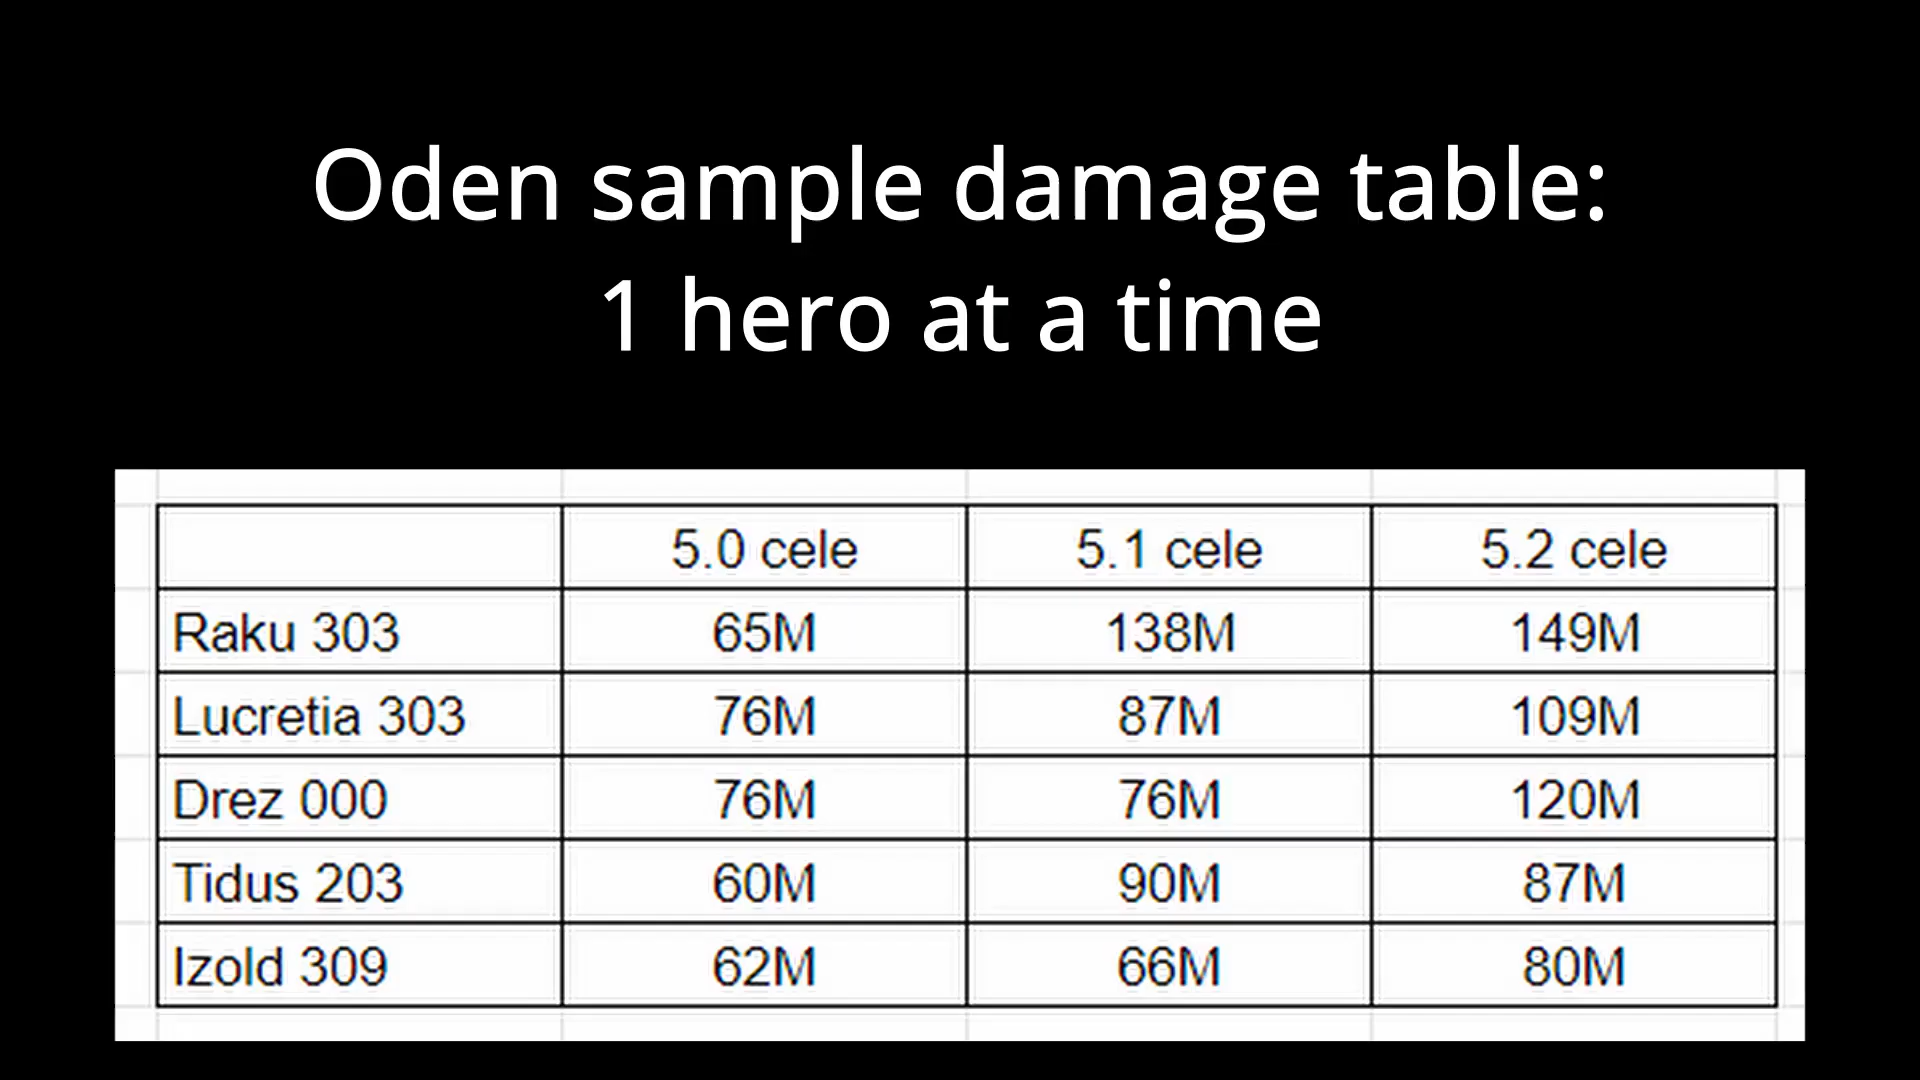 Oden sample damage table:
1 hero at a time
5.0 cele 5.1 cele 5.2 cele
Raku 303 65M 138M 149M
Lucretia 303 76M 87M 109M
Drez 000 76M 76M 120M
Tidus 203 60M 90M 87M
Izold 309 62M 66M 80M